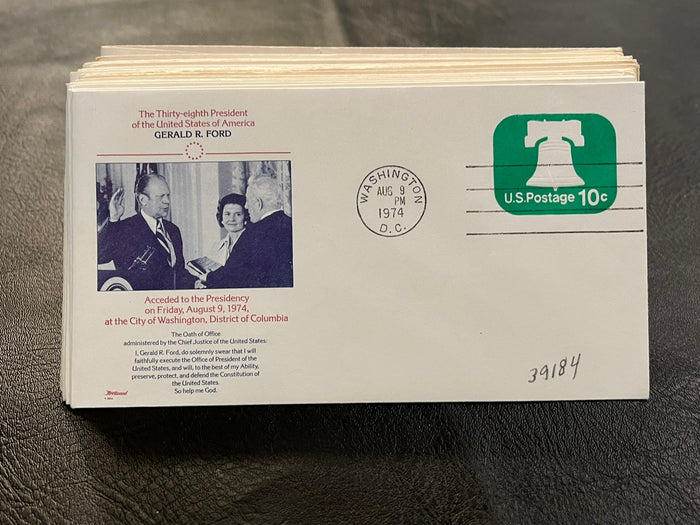 The Thirty-eighth President
of the United States of America
GERALD R. FORD
Acceded to the Presidency
on Friday, August 9, 1974,
at the City of Washington, District of Columbia
The Oath of Office
administered by the Chief Justice of the United States:
I, Gerald R. Ford, do solemnly swear that I will
faithfully execute the Office of President of the
United States, and will, to the best of my Ability,
preserve, protect, and defend the Constitution of
the United States.
So help me God.
Fleetwood
WASHINGTON
AUG 9
PM
1974
D.C.
U.S. Postage 10c
39184